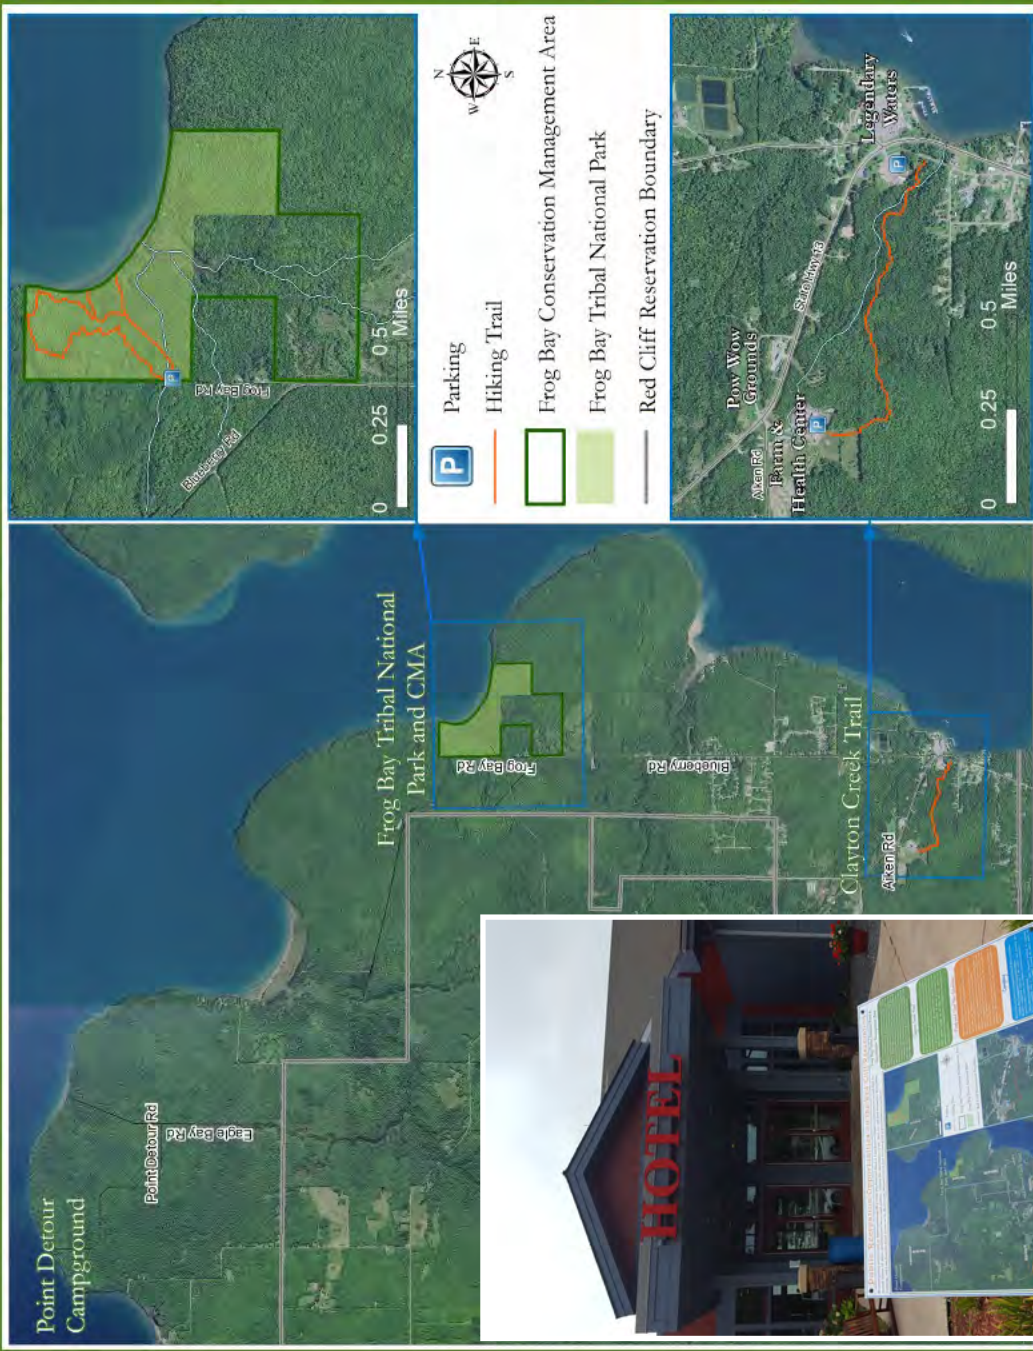 Point Detour
Campground
Point Detour Rd
Eagle Bay Rd
Frog Bay Tribal National
Park and CMA
Frog Bay Rd
Frog Bay Rd
Blueberry Rd
Clayton Creek Trail
Aiken Rd
Blueberry Rd
Frog Bay Rd
P
0 0.25 0.5
Miles
N
W E
S
P Parking
Hiking Trail
Frog Bay Conservation Management Area
Frog Bay Tribal National Park
Red Cliff Reservation Boundary
Aiken Rd
Pow Wow
Grounds
Farm &
Health Center
P
State Hwy 13
Legendary
Waters
P
0 0.25 0.5
Miles
HOTEL